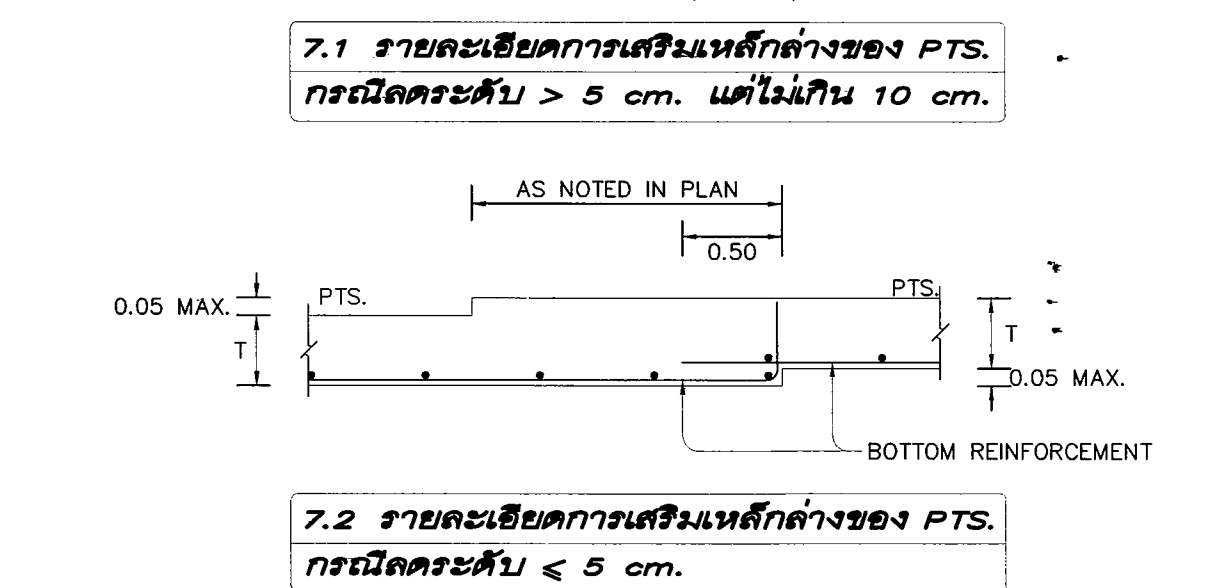 7.1 รายละเอียดการเสริมเหล็กล่างของ PTS.
กรณีลดระดับ > 5 cm. แต่ไม่เกิน 10 cm.
AS NOTED IN PLAN
0.50
0.05 MAX.
PTS.
PTS.
T
T
0.05 MAX.
BOTTOM REINFORCEMENT
7.2 รายละเอียดการเสริมเหล็กล่างของ PTS.
กรณีลดระดับ ⩽ 5 cm.